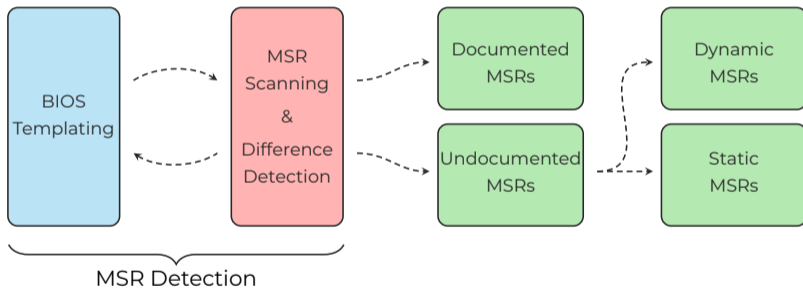 BIOS
Templating
MSR
Scanning
&
Difference
Detection
Documented
MSRs
Undocumented
MSRs
Dynamic
MSRs
Static
MSRs
MSR Detection